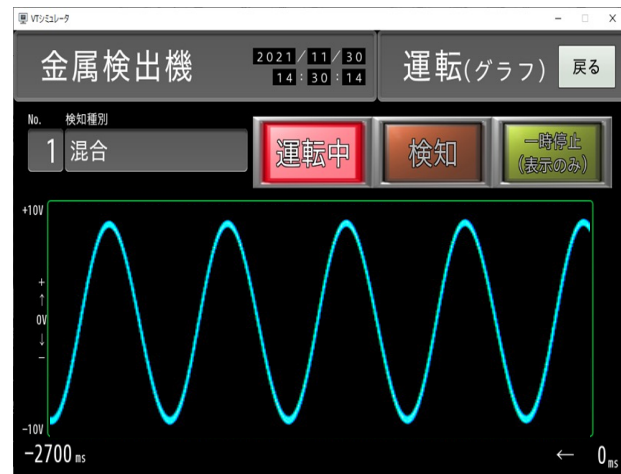 VTシミュレータ
金属検出機
2021/11/30
14:30:14
運転(グラフ)
戻る
No. 検知種別
1 混合
運転中
検知
一時停止
(表示のみ)
+10V
+
↑
0V
↓
−
−10V
−2700 ms
← 0 ms